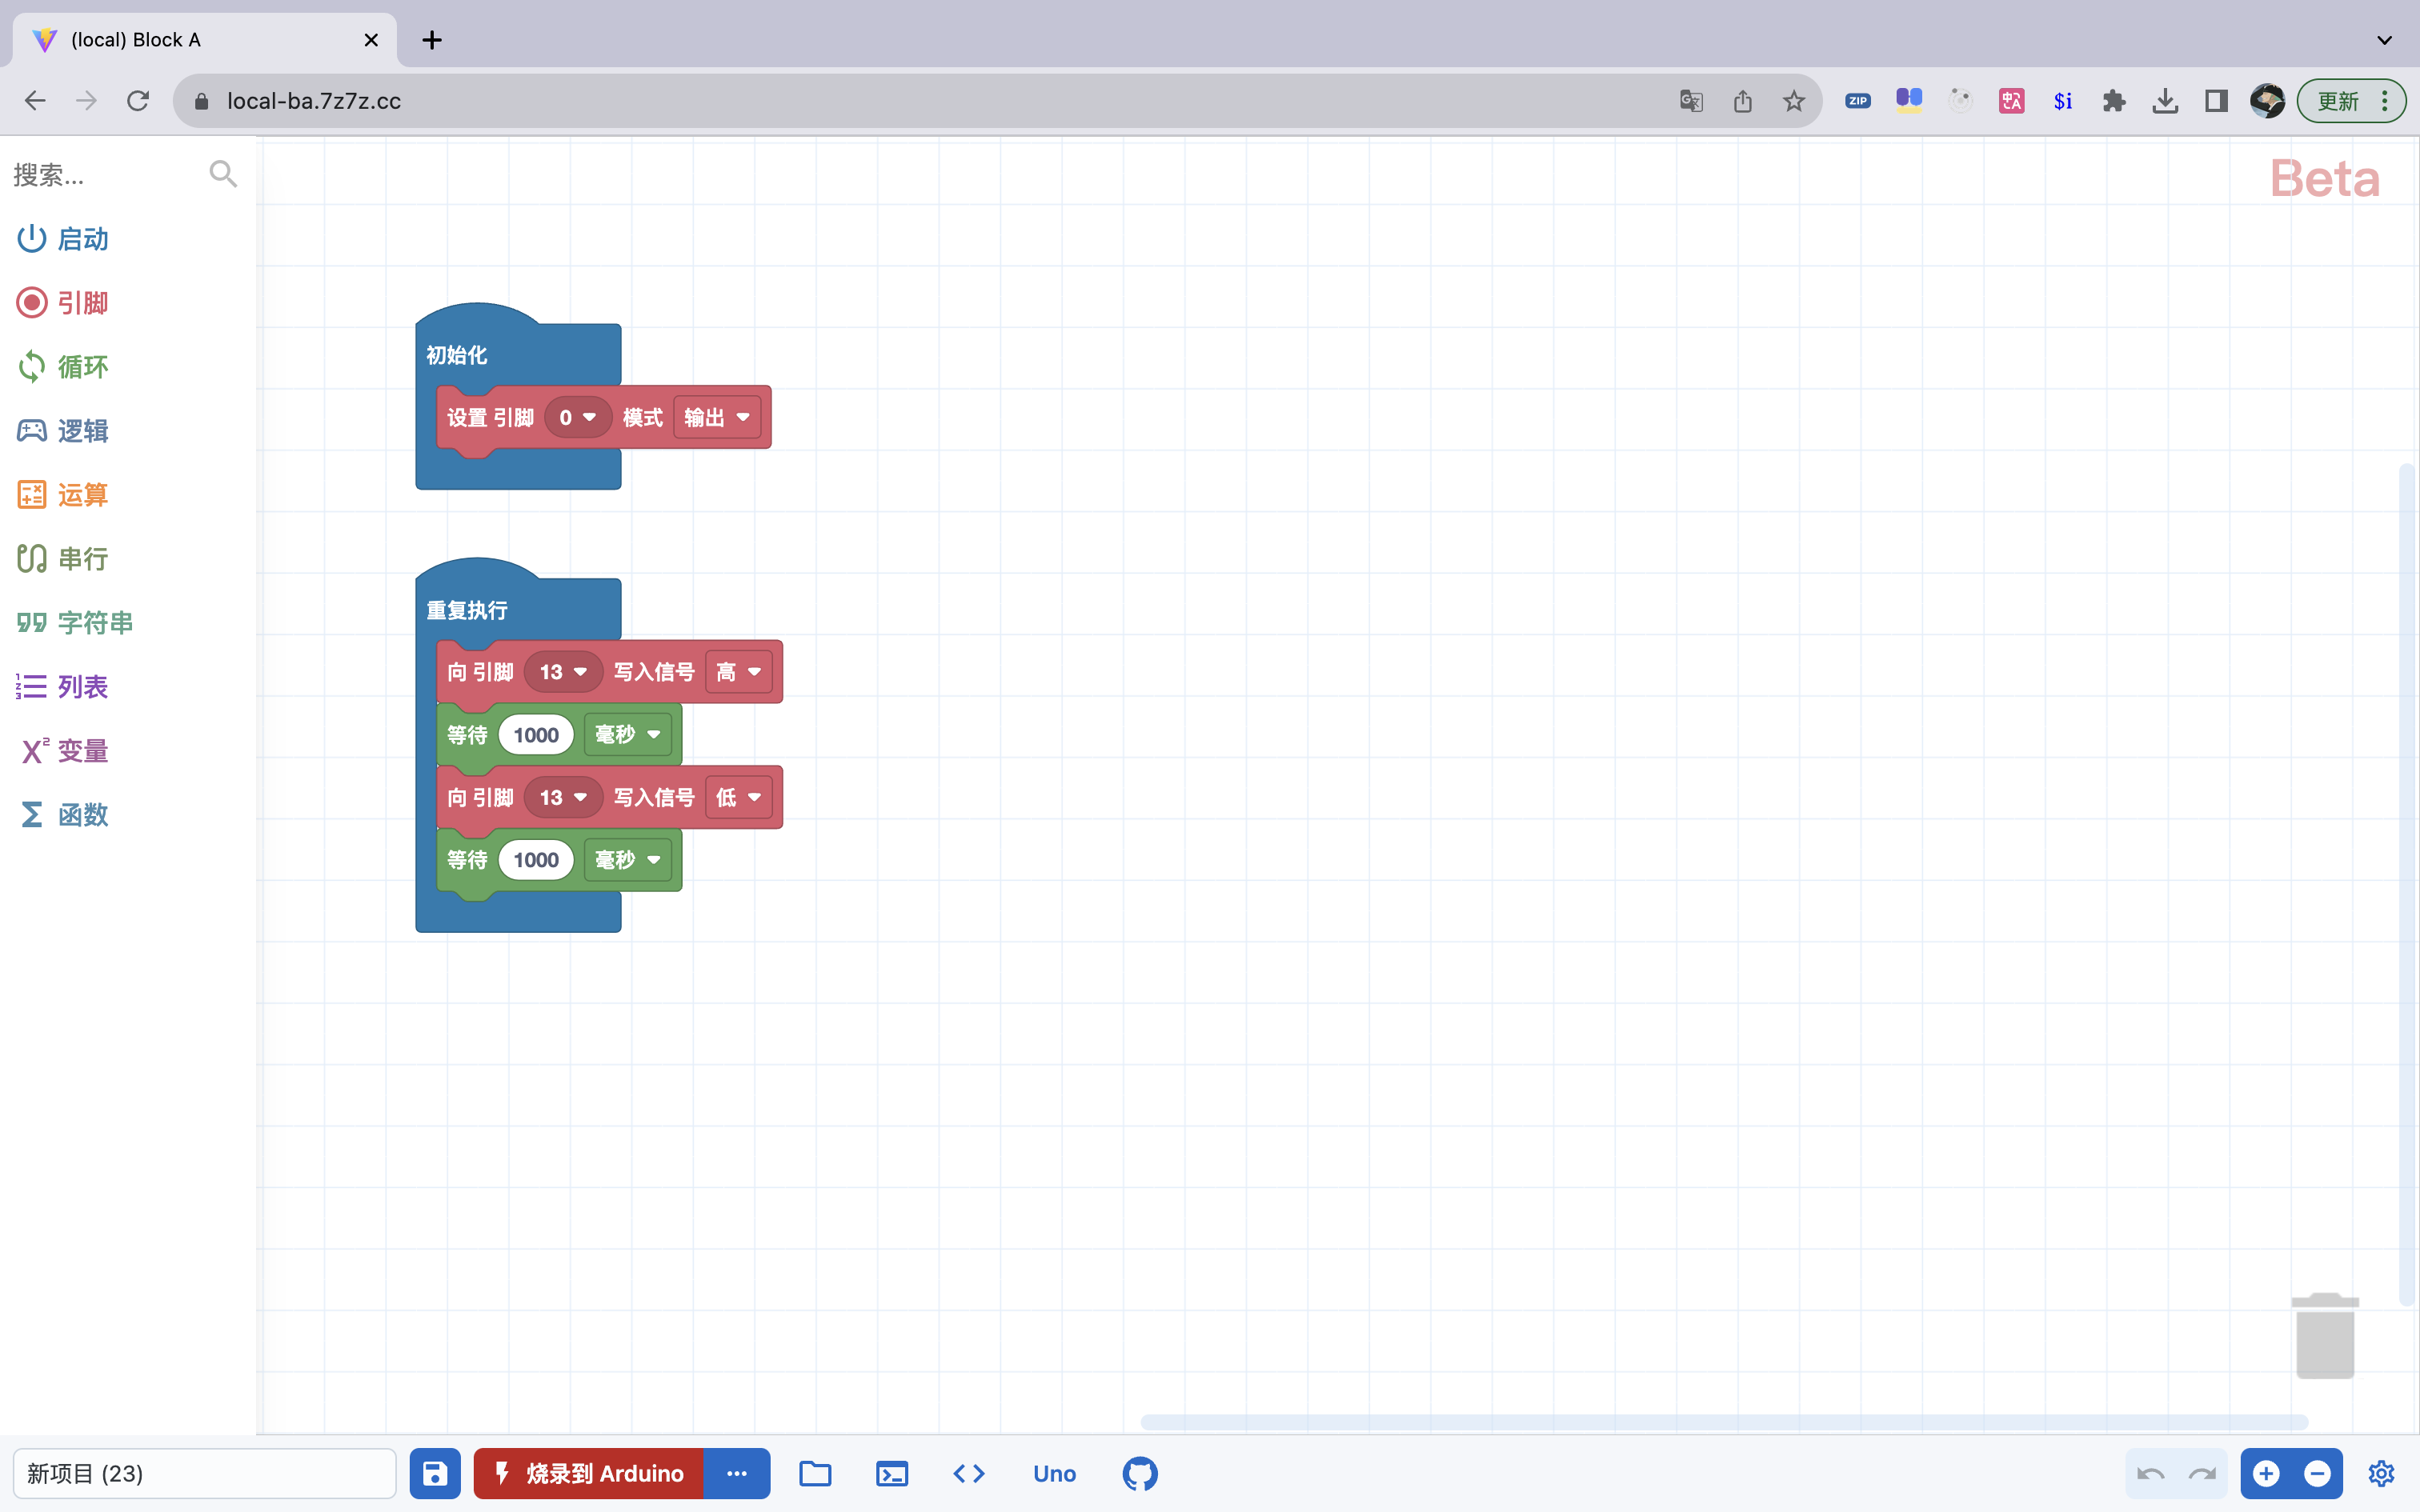 (local) Block A
local-ba.7z7z.cc
ZIP
中A
$i
更新
搜索...
Beta
启动
引脚
循环
逻辑
运算
串行
字符串
列表
X² 变量
函数
初始化
设置 引脚 0 模式 输出
重复执行
向 引脚 13 写入信号 高
等待 1000 毫秒
向 引脚 13 写入信号 低
等待 1000 毫秒
新项目 (23)
烧录到 Arduino
Uno